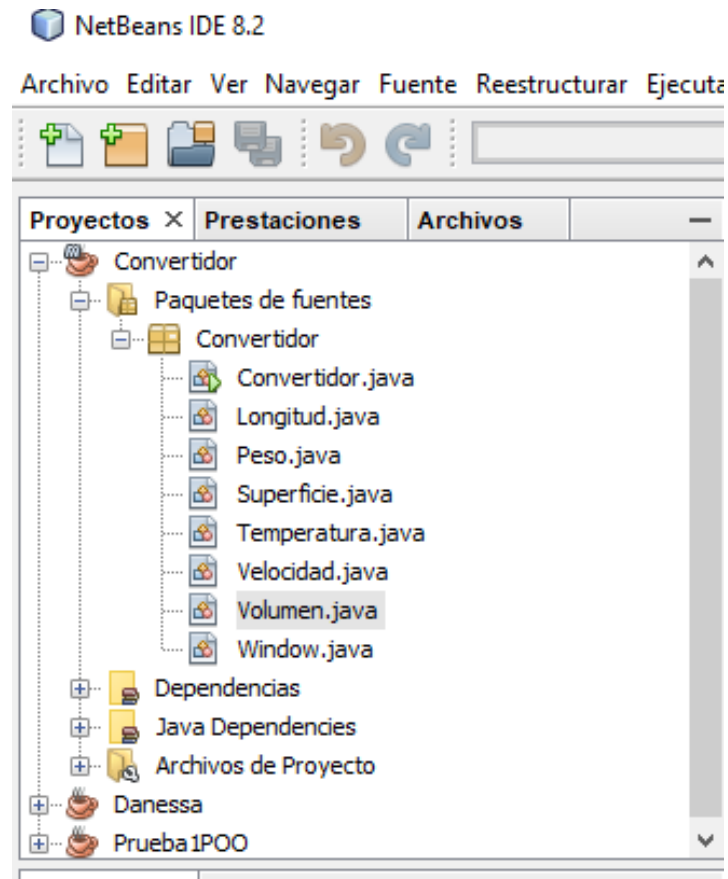 NetBeans IDE 8.2
Archivo Editar Ver Navegar Fuente Reestructurar Ejecuta
Proyectos Prestaciones Archivos
Convertidor
Paquetes de fuentes
Convertidor
Convertidor.java
Longitud.java
Peso.java
Superficie.java
Temperatura.java
Velocidad.java
Volumen.java
Window.java
Dependencias
Java Dependencies
Archivos de Proyecto
Danessa
Prueba1POO